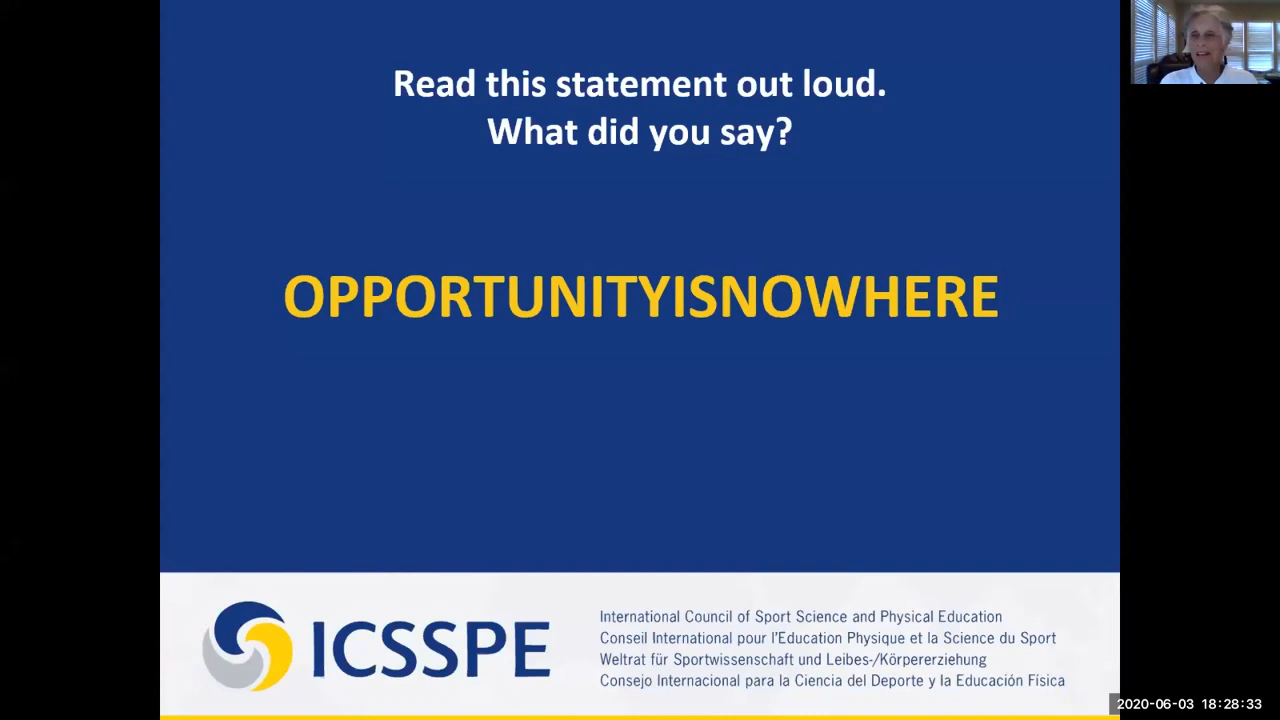 Read this statement out loud.
What did you say?
OPPORTUNITYISNOWHERE
ICSSPE
International Council of Sport Science and Physical Education
Conseil International pour l'Education Physique et la Science du Sport
Weltrat für Sportwissenschaft und Leibes-/Körpererziehung
Consejo Internacional para la Ciencia del Deporte y la Educación Física
2020-06-03 18:28:33